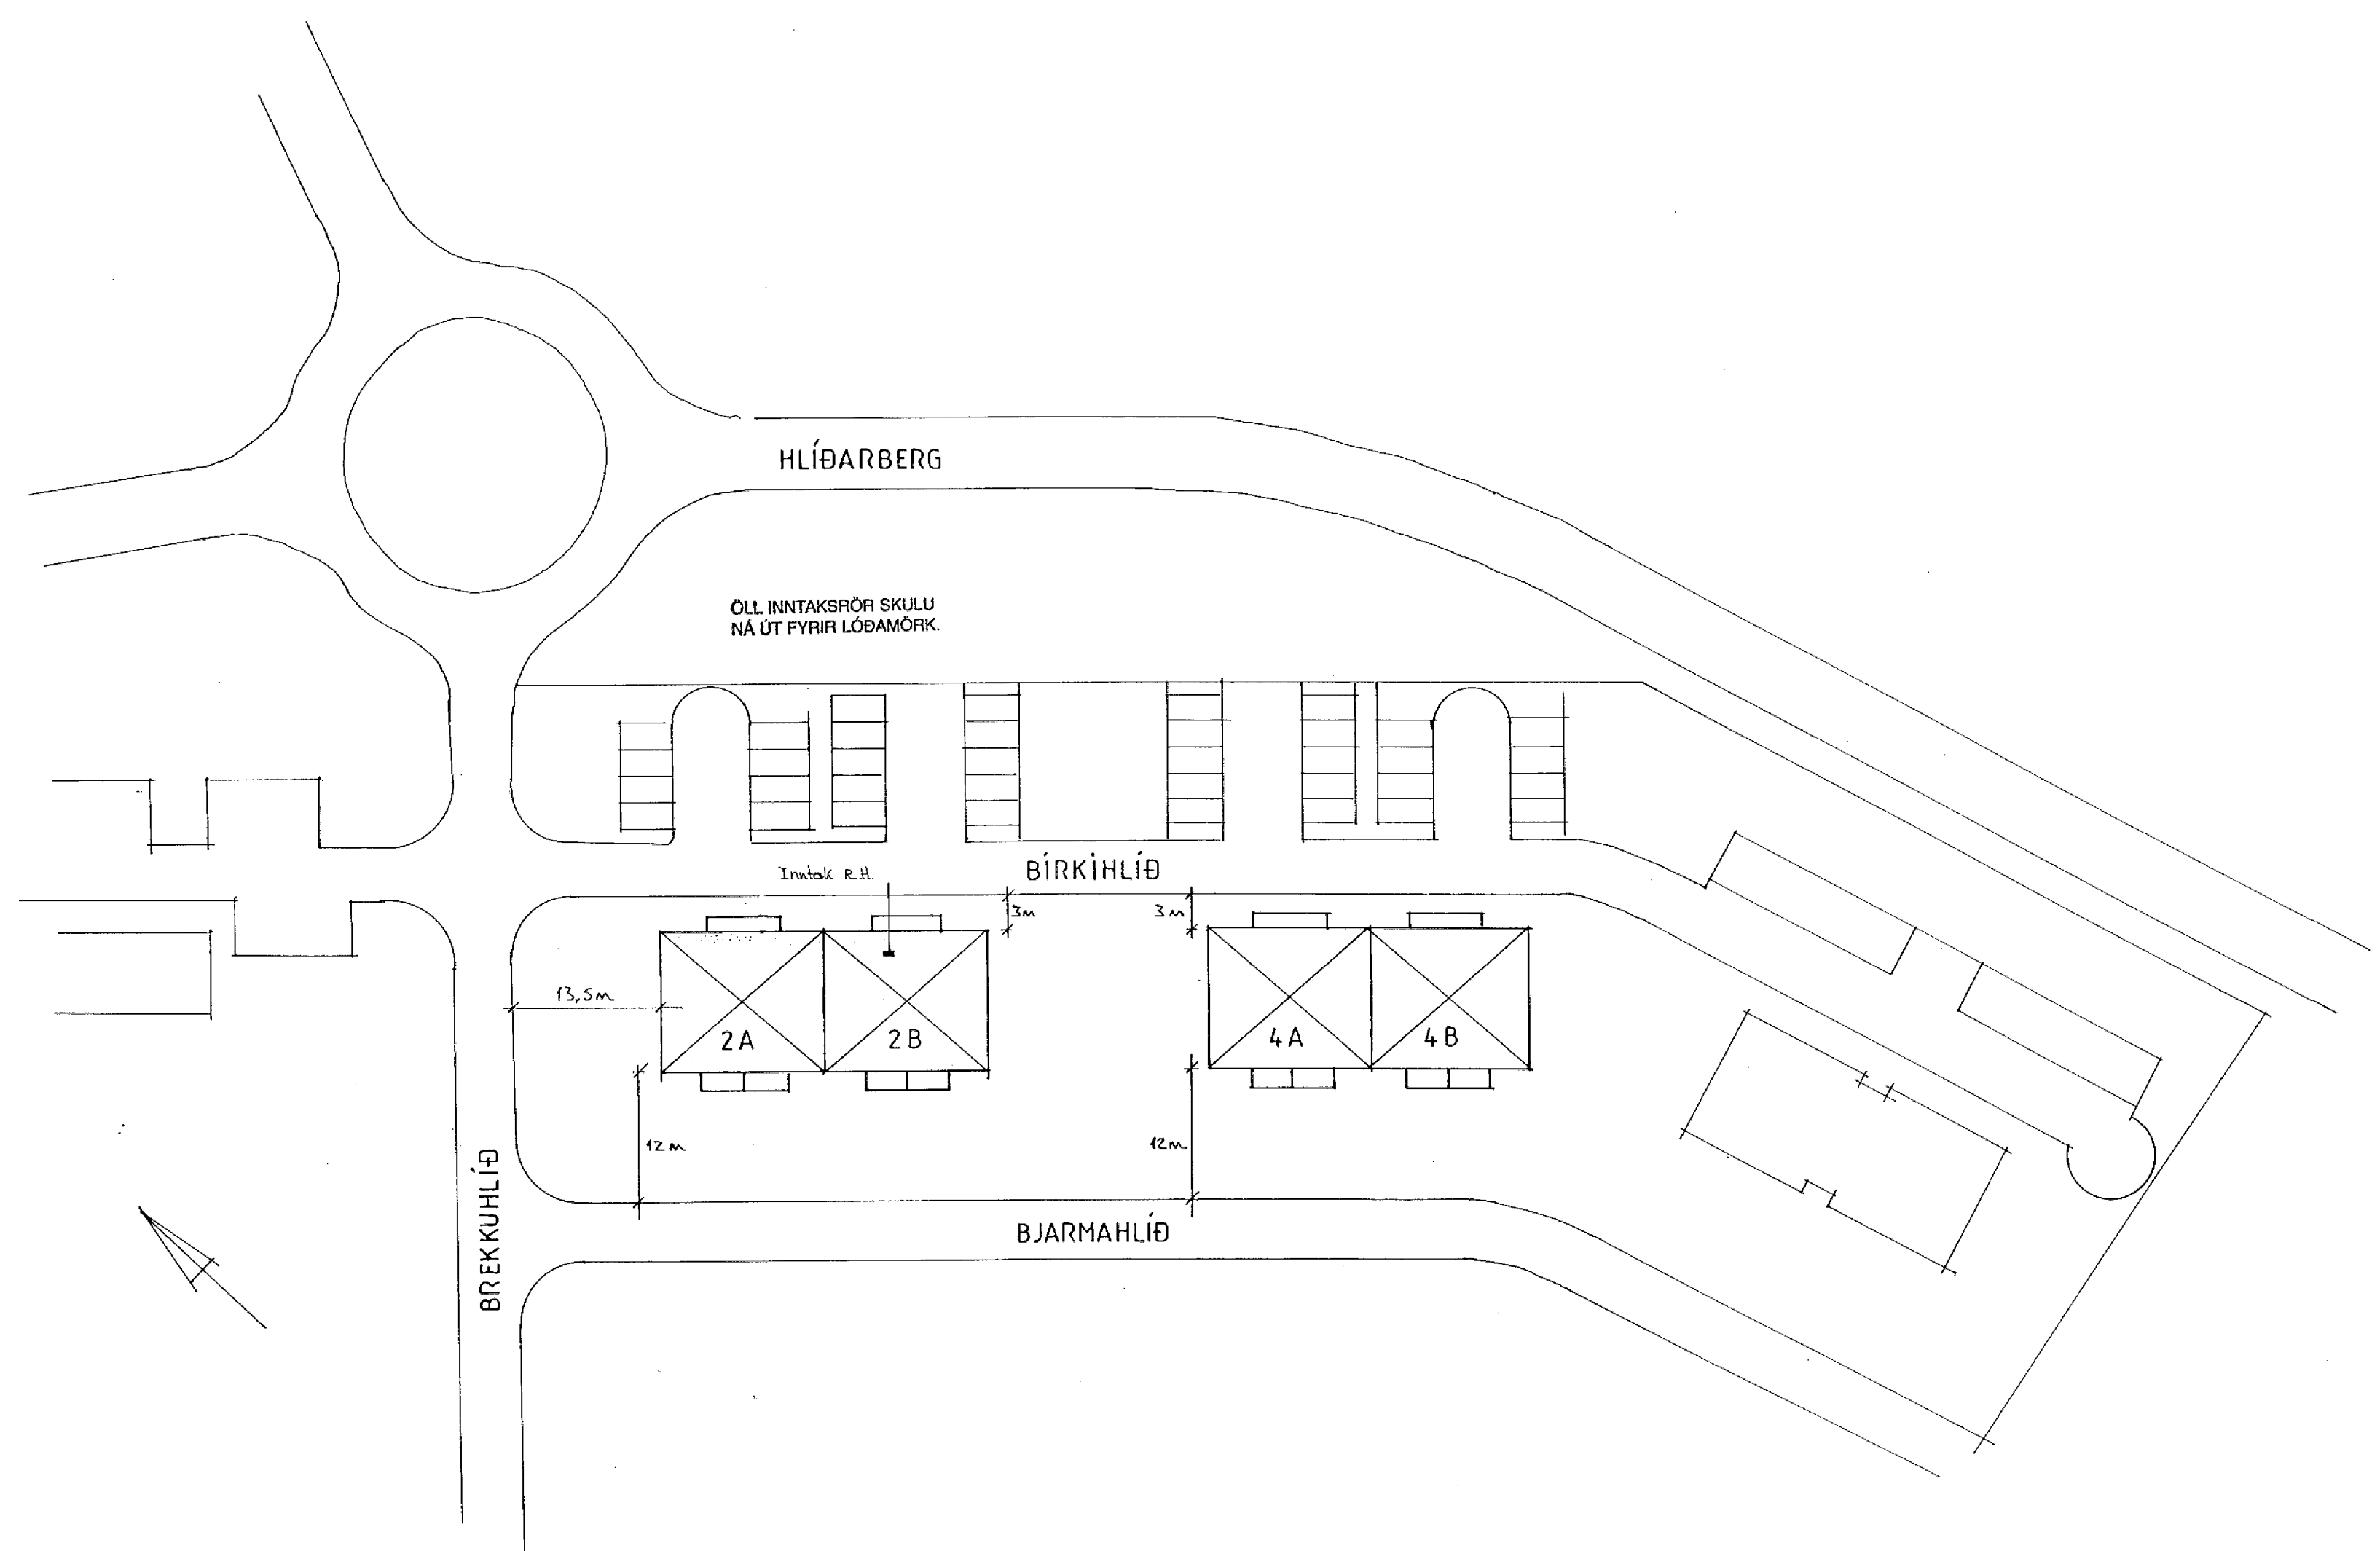 HLÍÐARBERG
ÖLL INNTAKSRÖR SKULU
NÁ ÚT FYRIR LÓÐAMÖRK.
BÍRKIHLÍÐ
Inntak R.H.
3m
3m
13,5m
2A
2B
4A
4B
12m
12m
BREKKUHLÍÐ
BJARMAHLÍÐ